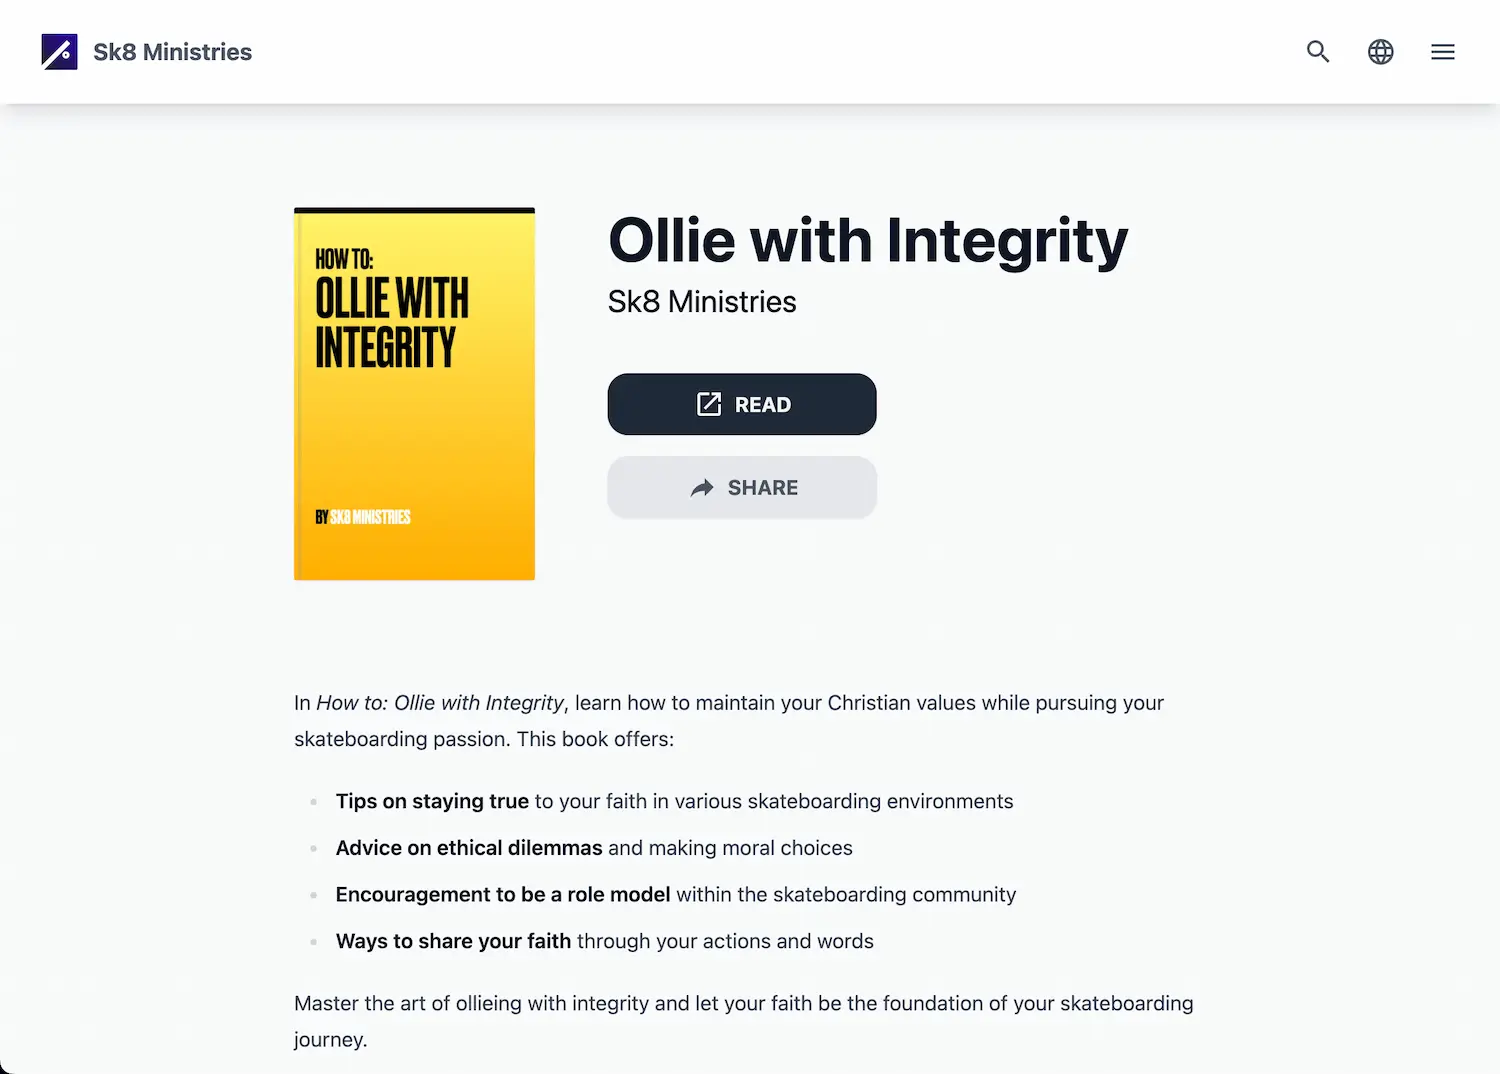 Sk8 Ministries
HOW TO:
OLLIE WITH
INTEGRITY
BY SK8 MINISTRIES
Ollie with Integrity
Sk8 Ministries
READ
SHARE
In How to: Ollie with Integrity, learn how to maintain your Christian values while pursuing your
skateboarding passion. This book offers:
Tips on staying true to your faith in various skateboarding environments
Advice on ethical dilemmas and making moral choices
Encouragement to be a role model within the skateboarding community
Ways to share your faith through your actions and words
Master the art of ollieing with integrity and let your faith be the foundation of your skateboarding
journey.